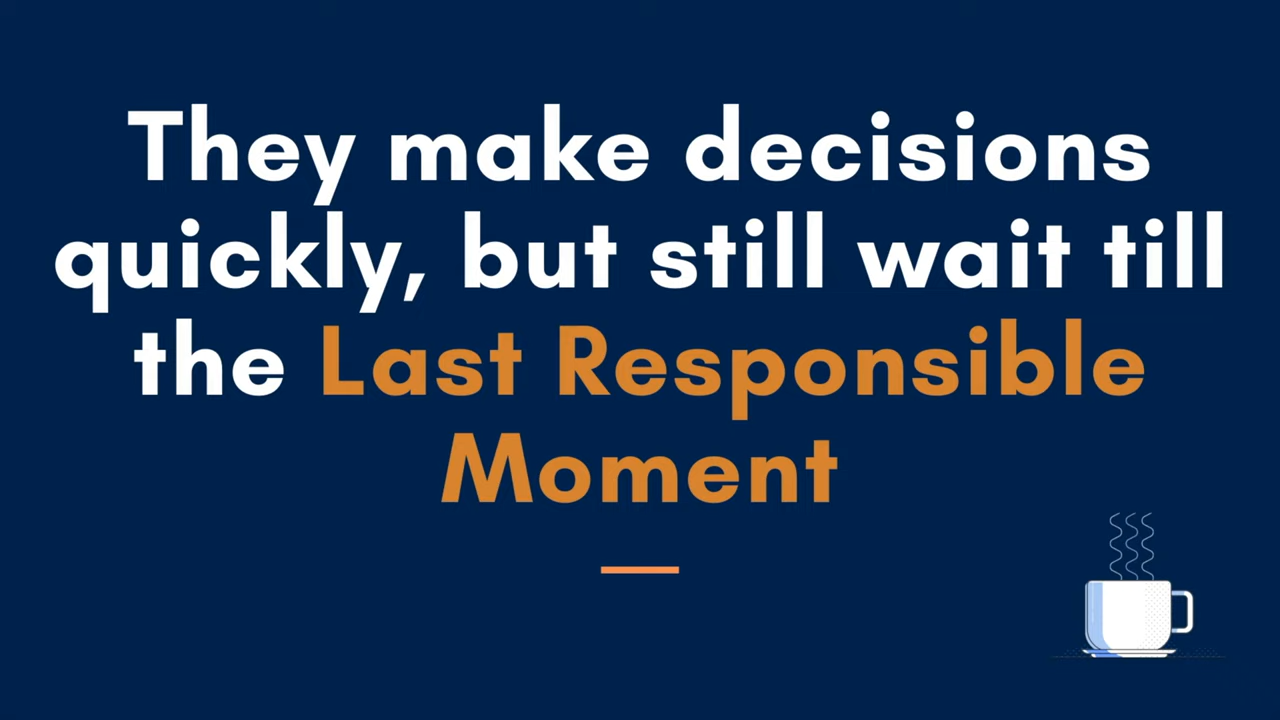 They make decisions
quickly, but still wait till
the Last Responsible
Moment